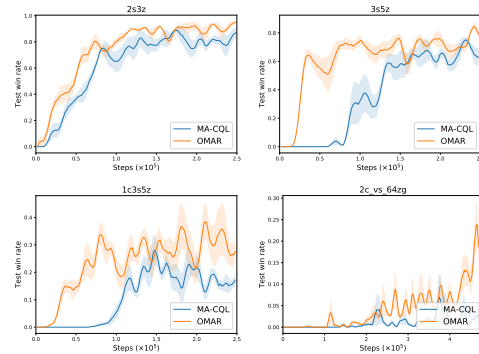 2s3z
Test win rate
1.0
0.8
0.6
0.4
0.2
0.0
MA-CQL
OMAR
0.0 0.5 1.0 1.5 2.0 2.5
Steps (×10⁵)
3s5z
Test win rate
0.8
0.6
0.4
0.2
0.0
MA-CQL
OMAR
0.0 0.5 1.0 1.5 2.0 2.5
Steps (×10⁵)
1c3s5z
Test win rate
0.4
0.3
0.2
0.1
0.0
MA-CQL
OMAR
0.0 0.5 1.0 1.5 2.0 2.5
Steps (×10⁵)
2c_vs_64zg
Test win rate
0.30
0.25
0.20
0.15
0.10
0.05
0.00
MA-CQL
OMAR
0 1 2 3 4
Steps (×10⁵)